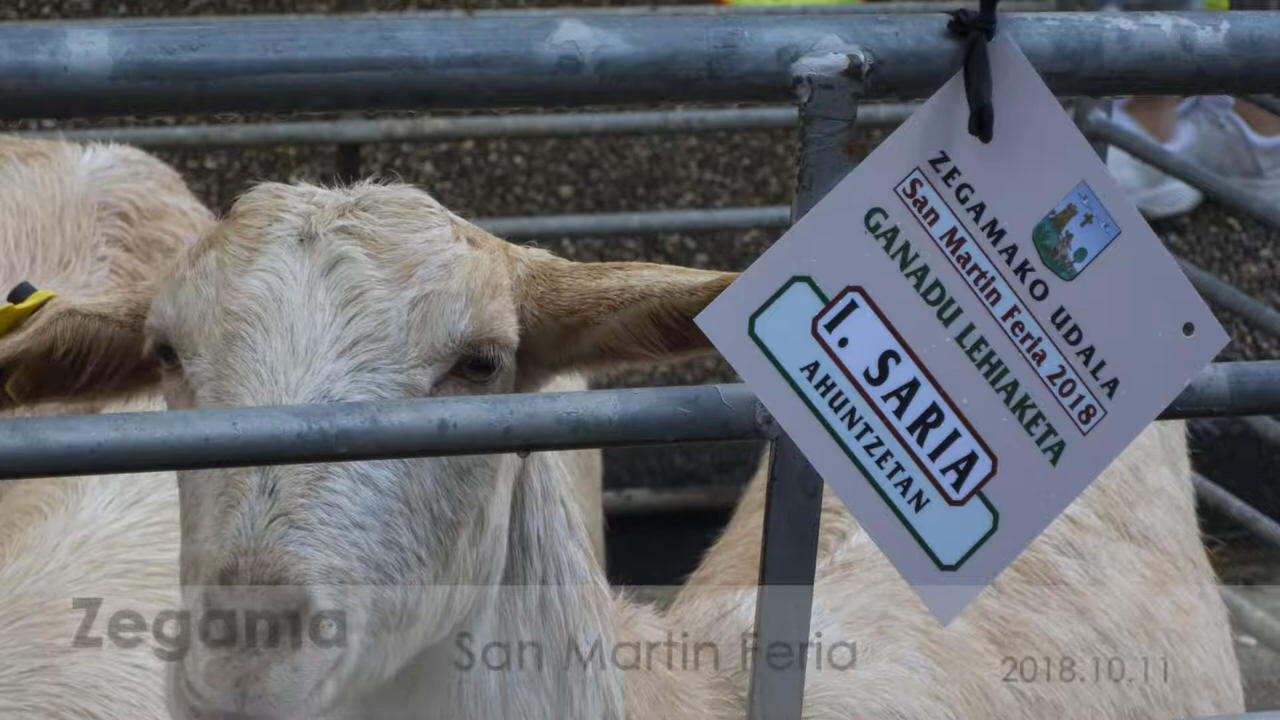 ZEGAMAKO UDALA
San Martin Feria 2018
GANADU LEHIAKETA
I. SARIA
AHUNTZETAN
Zegama
San Martin Feria
2018.10.11